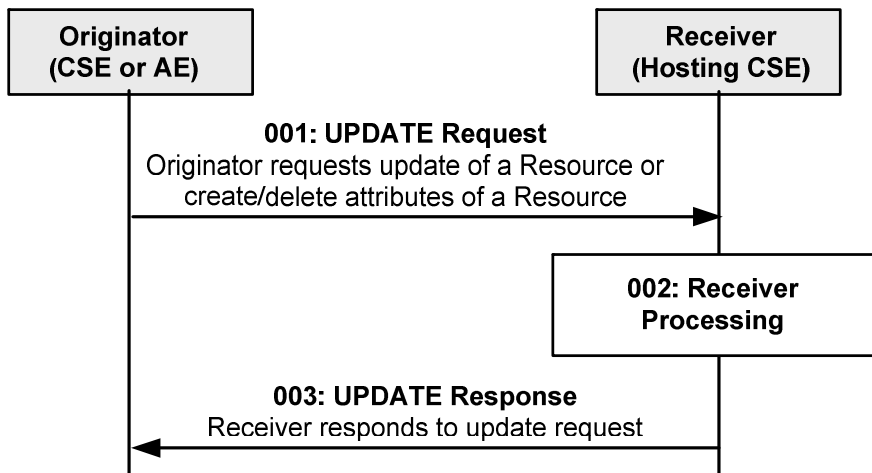 Originator
(CSE or AE)
Receiver
(Hosting CSE)
001: UPDATE Request
Originator requests update of a Resource or
create/delete attributes of a Resource
002: Receiver
Processing
003: UPDATE Response
Receiver responds to update request